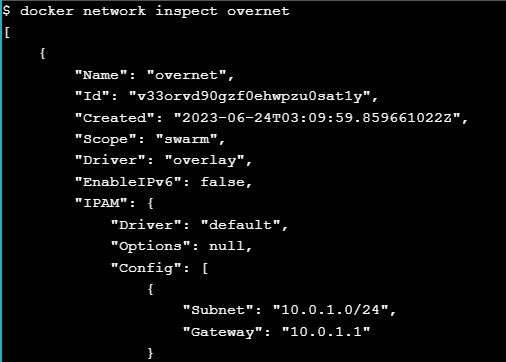 $ docker network inspect overnet
[
    {
        "Name": "overnet",
        "Id": "v33orvd90gzf0ehwpzu0sat1y",
        "Created": "2023-06-24T03:09:59.859661022Z",
        "Scope": "swarm",
        "Driver": "overlay",
        "EnableIPv6": false,
        "IPAM": {
            "Driver": "default",
            "Options": null,
            "Config": [
                {
                    "Subnet": "10.0.1.0/24",
                    "Gateway": "10.0.1.1"
                }